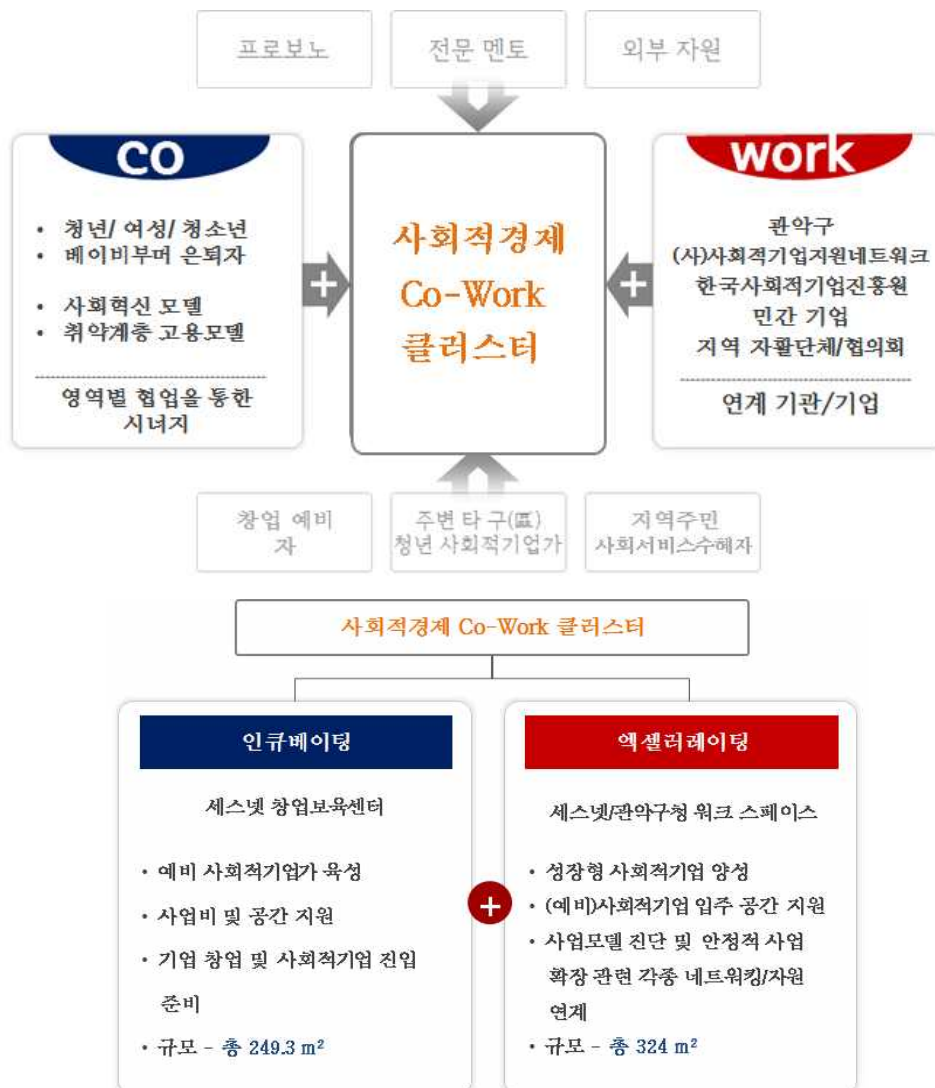 프로보노
전문 멘토
외부 자원
CO
• 청년/ 여성/ 청소년
• 베이비부머 은퇴자
• 사회혁신 모델
• 취약계층 고용모델
영역별 협업을 통한
시너지
+
사회적경제
Co-Work
클러스터
+
work
관악구
(사)사회적기업지원네트워크
한국사회적기업진흥원
민간 기업
지역 자활단체/협의회
연계 기관/기업
창업 예비
자
주변 타 구(區)
청년 사회적기업가
지역주민
사회서비스수혜자
사회적경제 Co-Work 클러스터
인큐베이팅
세스넷 창업보육센터
• 예비 사회적기업가 육성
• 사업비 및 공간 지원
• 기업 창업 및 사회적기업 진입
준비
• 규모 - 총 249.3 m²
+
엑셀러레이팅
세스넷/관악구청 워크 스페이스
• 성장형 사회적기업 양성
• (예비)사회적기업 입주 공간 지원
• 사업모델 진단 및 안정적 사업
확장 관련 각종 네트워킹/자원
연계
• 규모 - 총 324 m²